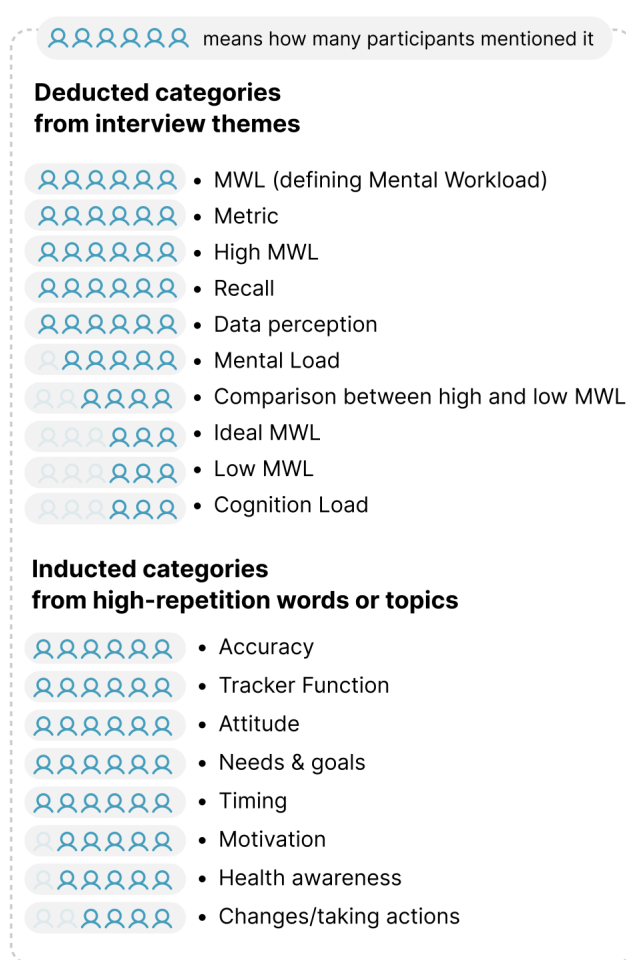 means how many participants mentioned it
Deducted categories
from interview themes
• MWL (defining Mental Workload)
• Metric
• High MWL
• Recall
• Data perception
• Mental Load
• Comparison between high and low MWL
• Ideal MWL
• Low MWL
• Cognition Load
Inducted categories
from high-repetition words or topics
• Accuracy
• Tracker Function
• Attitude
• Needs & goals
• Timing
• Motivation
• Health awareness
• Changes/taking actions